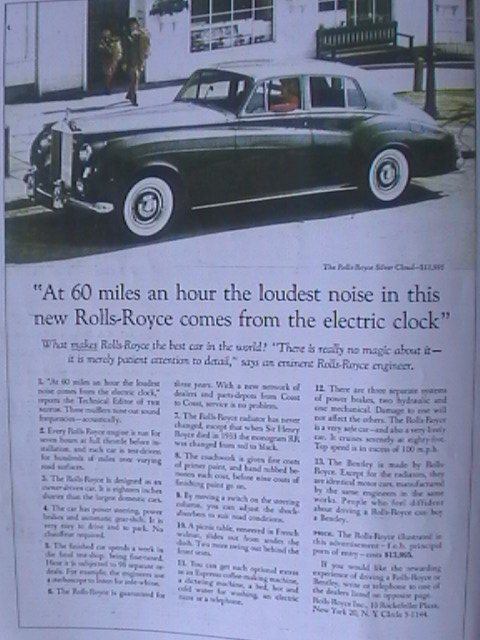 The Rolls-Royce Silver Cloud—$13,995
"At 60 miles an hour the loudest noise in this
new Rolls-Royce comes from the electric clock"
What makes Rolls-Royce the best car in the world? "There is really no magic about it—
it is merely patient attention to detail," says an eminent Rolls-Royce engineer.
1. "At 60 miles an hour the loudest
noise comes from the electric clock,"
reports the Technical Editor of THE
MOTOR. Three mufflers tune out sound
frequencies—acoustically.
2. Every Rolls-Royce engine is run for
seven hours at full throttle before in-
stallation, and each car is test-driven
for hundreds of miles over varying
road surfaces.
3. The Rolls-Royce is designed as an
owner-driven car. It is eighteen inches
shorter than the largest domestic cars.
4. The car has power steering, power
brakes and automatic gear-shift. It is
very easy to drive and to park. No
chauffeur required.
5. The finished car spends a week in
the final test-shop, being fine-tuned.
Here it is subjected to 98 separate or-
deals. For example, the engineers use
a stethoscope to listen for axle-whine.
6. The Rolls-Royce is guaranteed for
three years. With a new network of
dealers and parts-depots from Coast
to Coast, service is no problem.
7. The Rolls-Royce radiator has never
changed, except that when Sir Henry
Royce died in 1933 the monogram RR
was changed from red to black.
8. The coachwork is given five coats
of primer paint, and hand rubbed be-
tween each coat, before nine coats of
finishing paint go on.
9. By moving a switch on the steering
column, you can adjust the shock-
absorbers to suit road conditions.
10. A picnic table, veneered in French
walnut, slides out from under the
dash. Two more swing out behind the
front seats.
11. You can get such optional extras
as an Espresso coffee-making machine,
a dictating machine, a bed, hot and
cold water for washing, an electric
razor or a telephone.
12. There are three separate systems
of power brakes, two hydraulic and
one mechanical. Damage to one will
not affect the others. The Rolls-Royce
is a very safe car—and also a very lively
car. It cruises serenely at eighty-five.
Top speed is in excess of 100 m.p.h.
13. The Bentley is made by Rolls-
Royce. Except for the radiators, they
are identical motor cars, manufactured
by the same engineers in the same
works. People who feel diffident
about driving a Rolls-Royce can buy
a Bentley.
PRICE. The Rolls-Royce illustrated in
this advertisement—f.o.b. principal
ports of entry—costs $13,995.
If you would like the rewarding
experience of driving a Rolls-Royce or
Bentley, write or telephone to one of
the dealers listed on opposite page.
Rolls-Royce Inc., 10 Rockefeller Plaza,
New York 20, N. Y. Circle 5-1144.